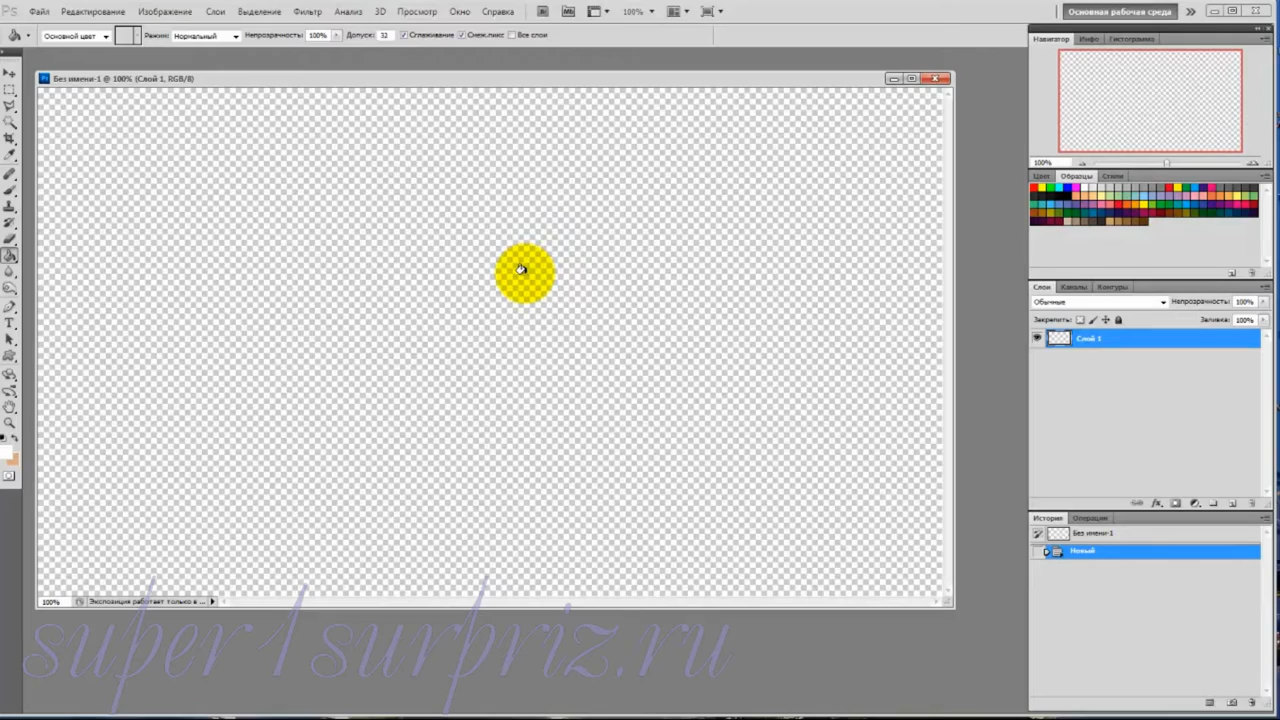 Ps Файл Редактирование Изображение Слои Выделение Фильтр Анализ 3D Просмотр Окно Справка Mb 100% Основная рабочая среда
Основной цвет Режим: Нормальный Непрозрачность: 100% Допуск: 32 Сглаживание Смеж.пикс Все слои
Без имени-1 @ 100% (Слой 1, RGB/8)
Навигатор Инфо Гистограмма
100%
Цвет Образцы Стили
Слои Каналы Контуры
Обычные Непрозрачность: 100%
Закрепить: Заливка: 100%
Слой 1
История Операции
Без имени-1
Новый
100% Экспозиция работает только в ...
super1surpriz.ru